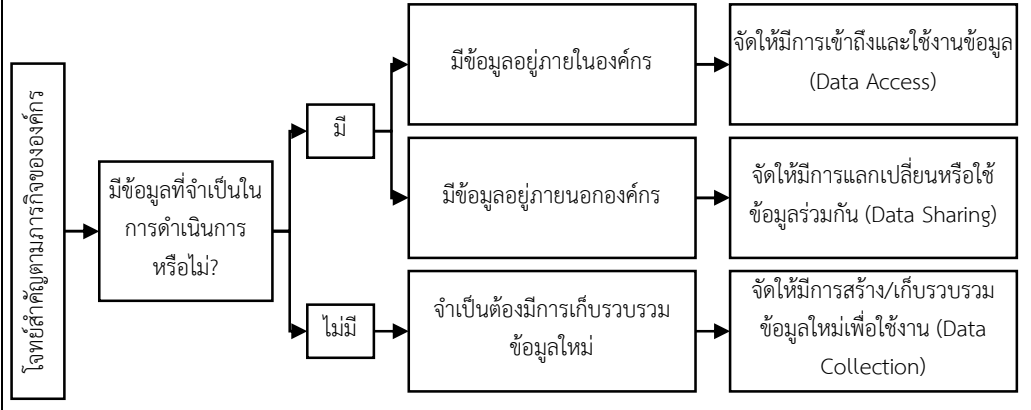 โจทย์สำคัญตามภารกิจขององค์กร
มีข้อมูลที่จำเป็นใน
การดำเนินการ
หรือไม่?
มี
มีข้อมูลอยู่ภายในองค์กร
จัดให้มีการเข้าถึงและใช้งานข้อมูล
(Data Access)
มีข้อมูลอยู่ภายนอกองค์กร
จัดให้มีการแลกเปลี่ยนหรือใช้
ข้อมูลร่วมกัน (Data Sharing)
ไม่มี
จำเป็นต้องมีการเก็บรวบรวม
ข้อมูลใหม่
จัดให้มีการสร้าง/เก็บรวบรวม
ข้อมูลใหม่เพื่อใช้งาน (Data
Collection)